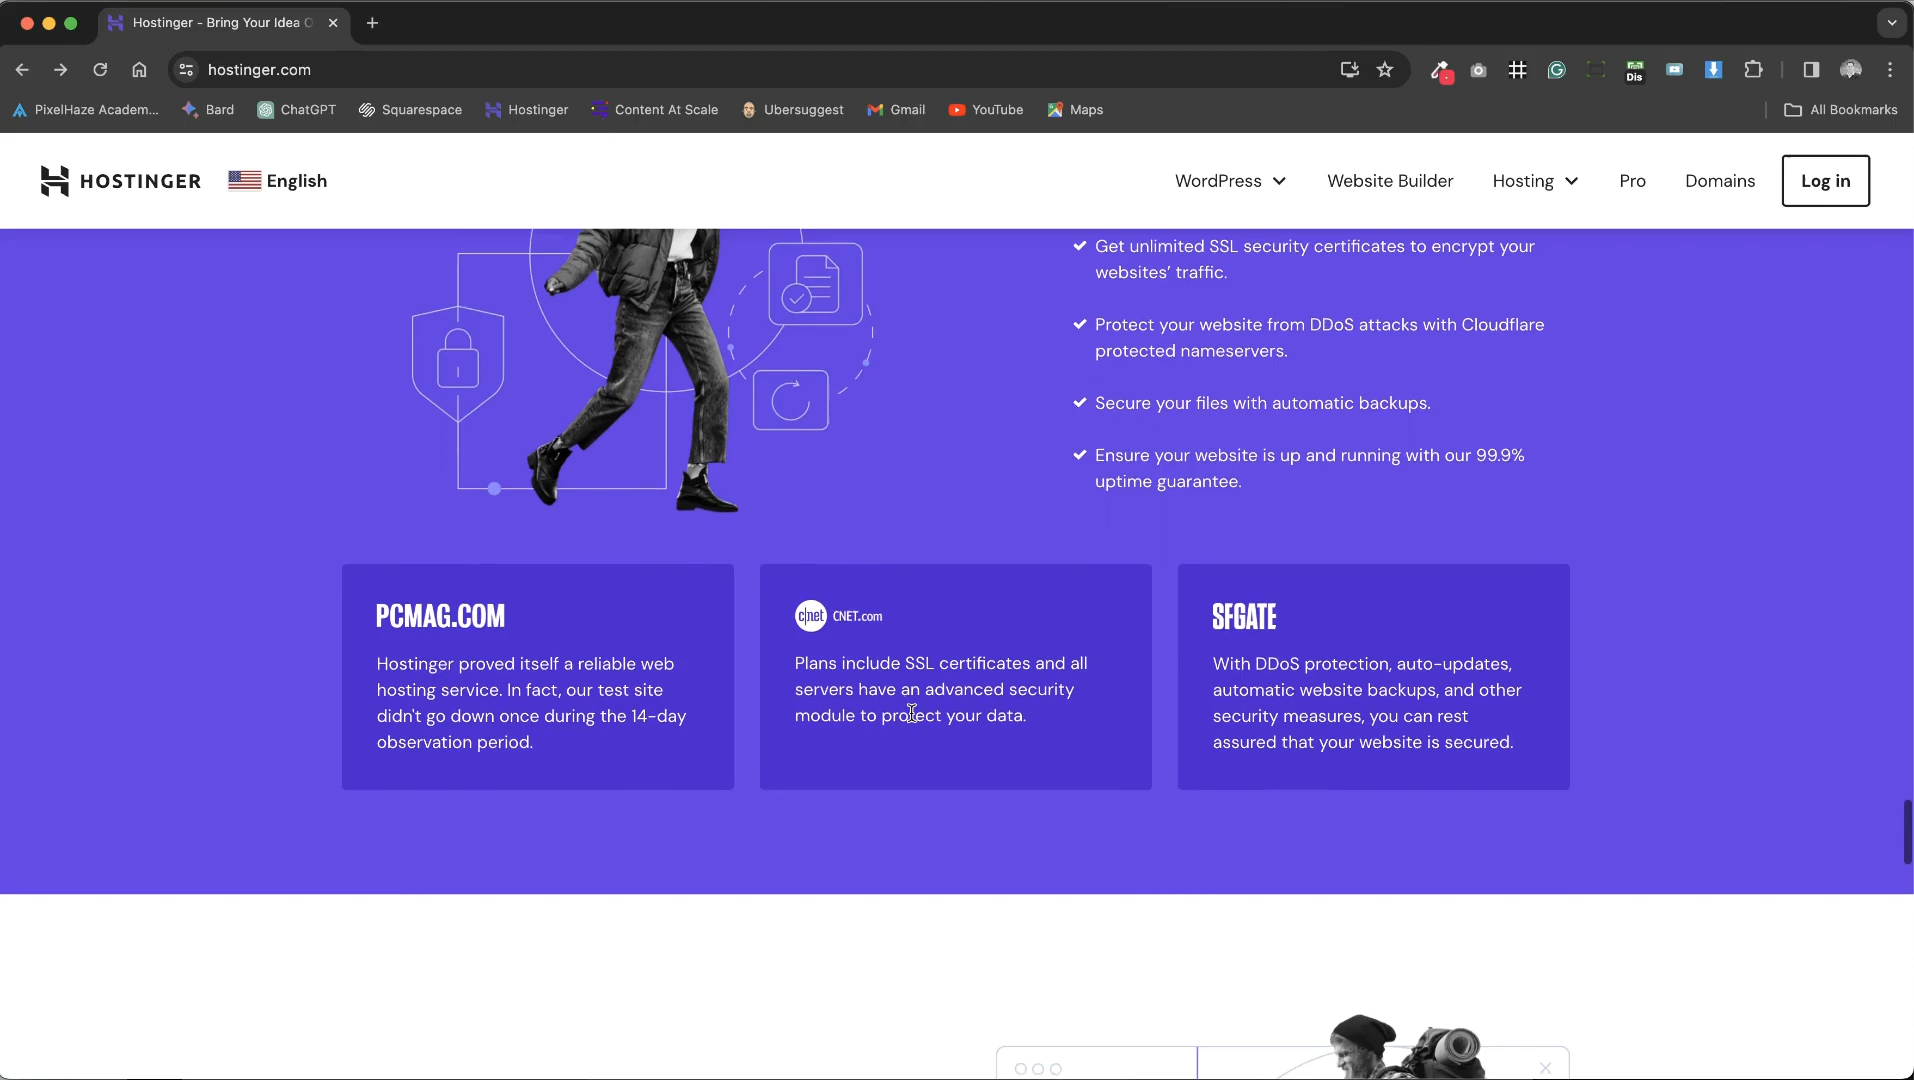 Hostinger - Bring Your Idea O
hostinger.com
Dis
PixelHaze Academ...
Bard
ChatGPT
Squarespace
Hostinger
Content At Scale
Ubersuggest
Gmail
YouTube
Maps
All Bookmarks
HOSTINGER
English
WordPress
Website Builder
Hosting
Pro
Domains
Log in
Get unlimited SSL security certificates to encrypt your
websites’ traffic.
Protect your website from DDoS attacks with Cloudflare
protected nameservers.
Secure your files with automatic backups.
Ensure your website is up and running with our 99.9%
uptime guarantee.
PCMAG.COM
Hostinger proved itself a reliable web
hosting service. In fact, our test site
didn't go down once during the 14-day
observation period.
c|net CNET.com
Plans include SSL certificates and all
servers have an advanced security
module to protect your data.
SFGATE
With DDoS protection, auto-updates,
automatic website backups, and other
security measures, you can rest
assured that your website is secured.